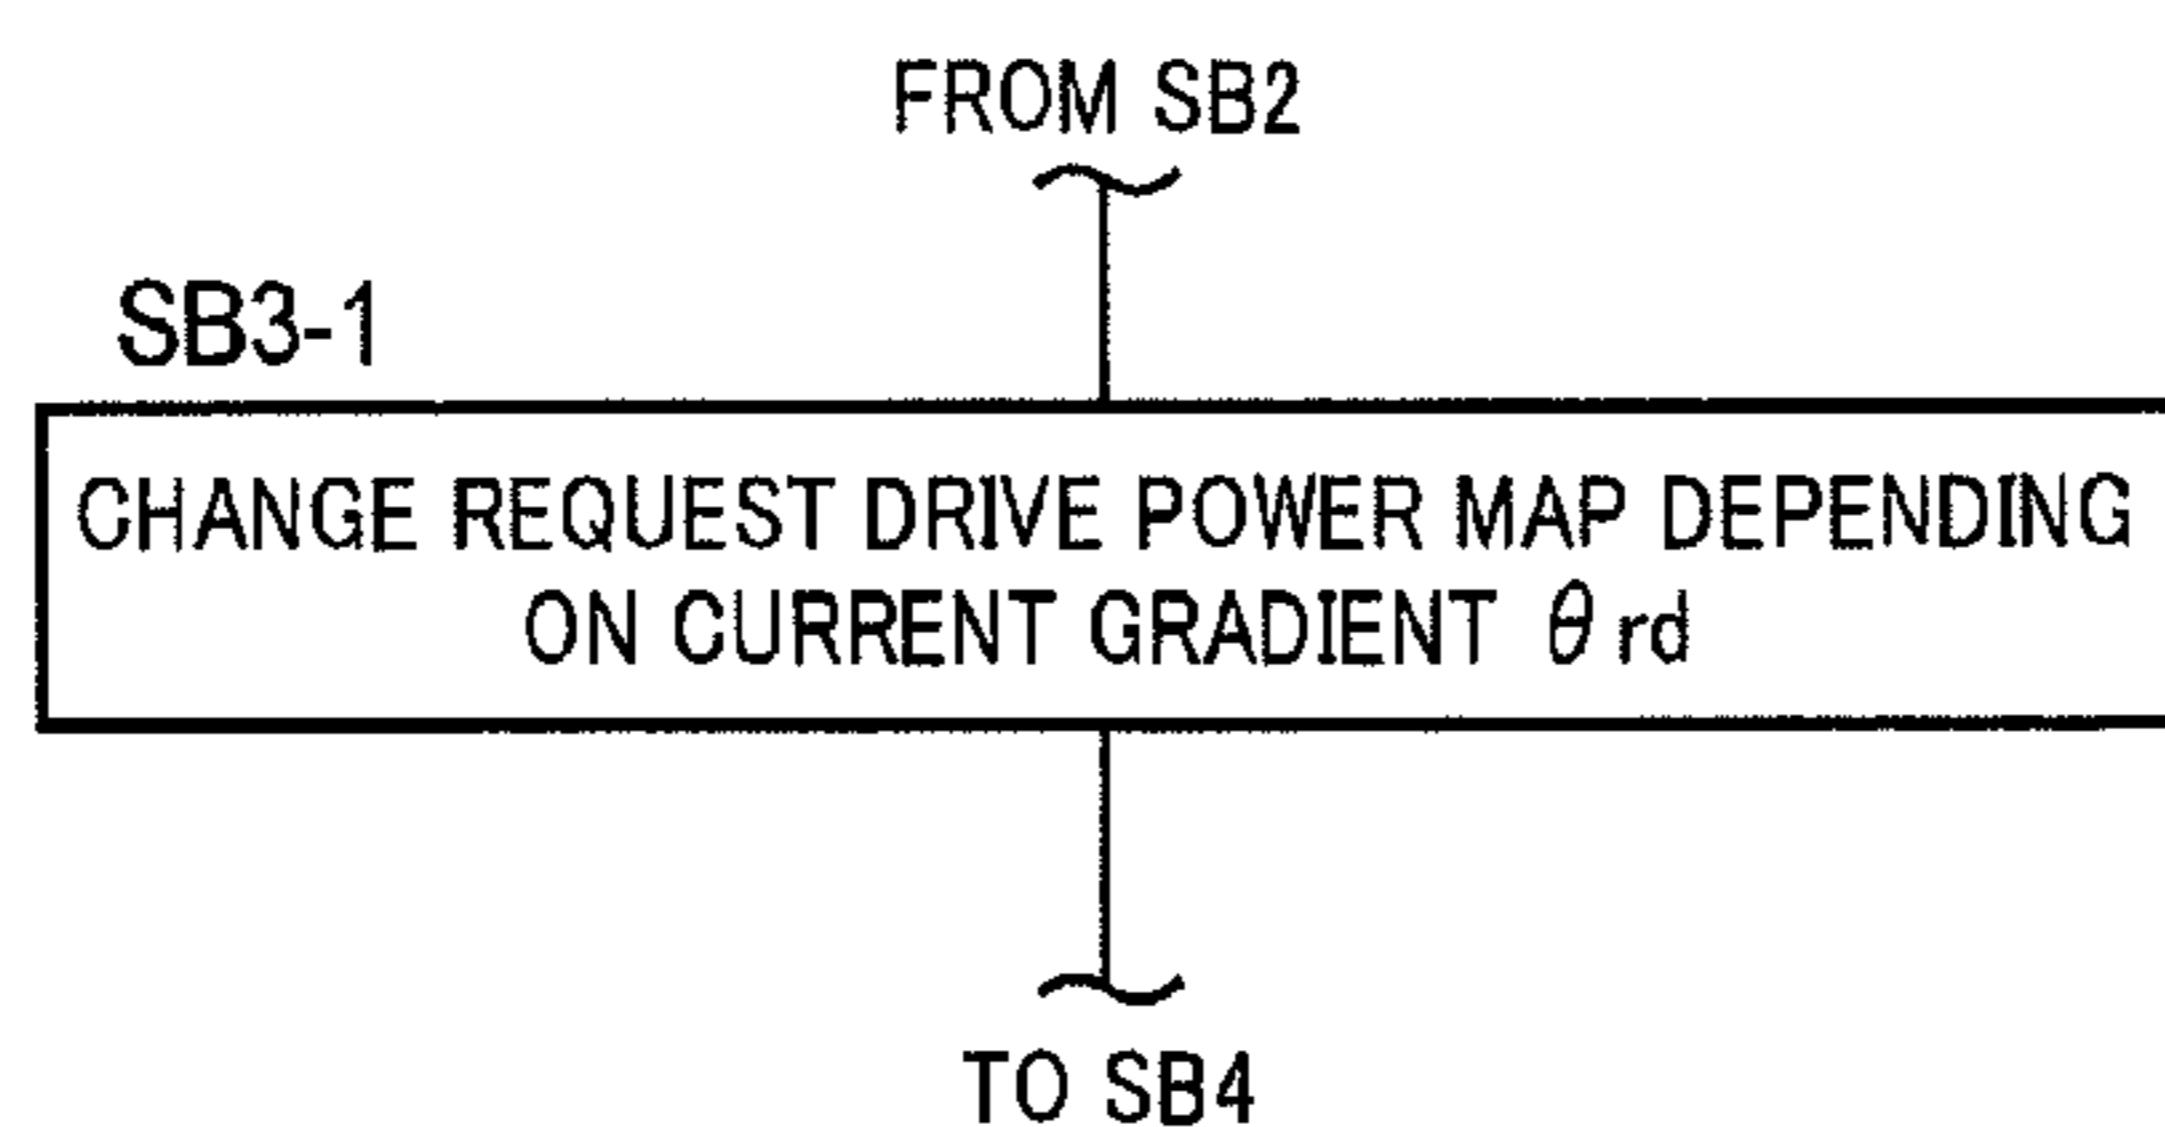 FROM SB2
SB3-1
CHANGE REQUEST DRIVE POWER MAP DEPENDING
ON CURRENT GRADIENT θrd
TO SB4